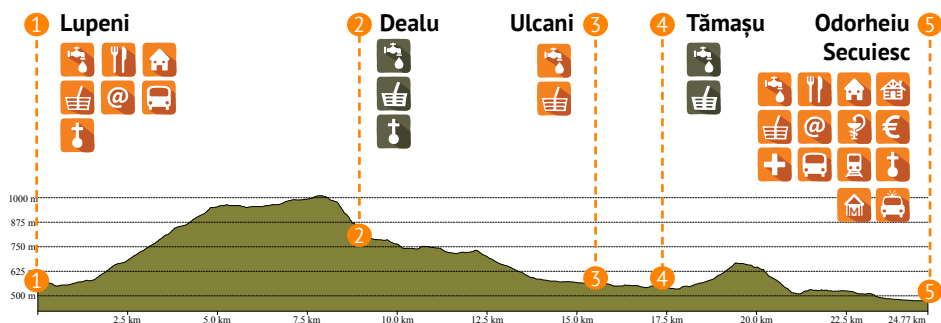 1 Lupeni 2 Dealu Ulcani 3 4 Tămașu Odorheiu 5
Secuiesc
@
@ €
M
1000 m
875 m
750 m
2
625 m
1 3 4
500 m
5
2.5 km 5.0 km 7.5 km 10.0 km 12.5 km 15.0 km 17.5 km 20.0 km 22.5 km 24.77 km